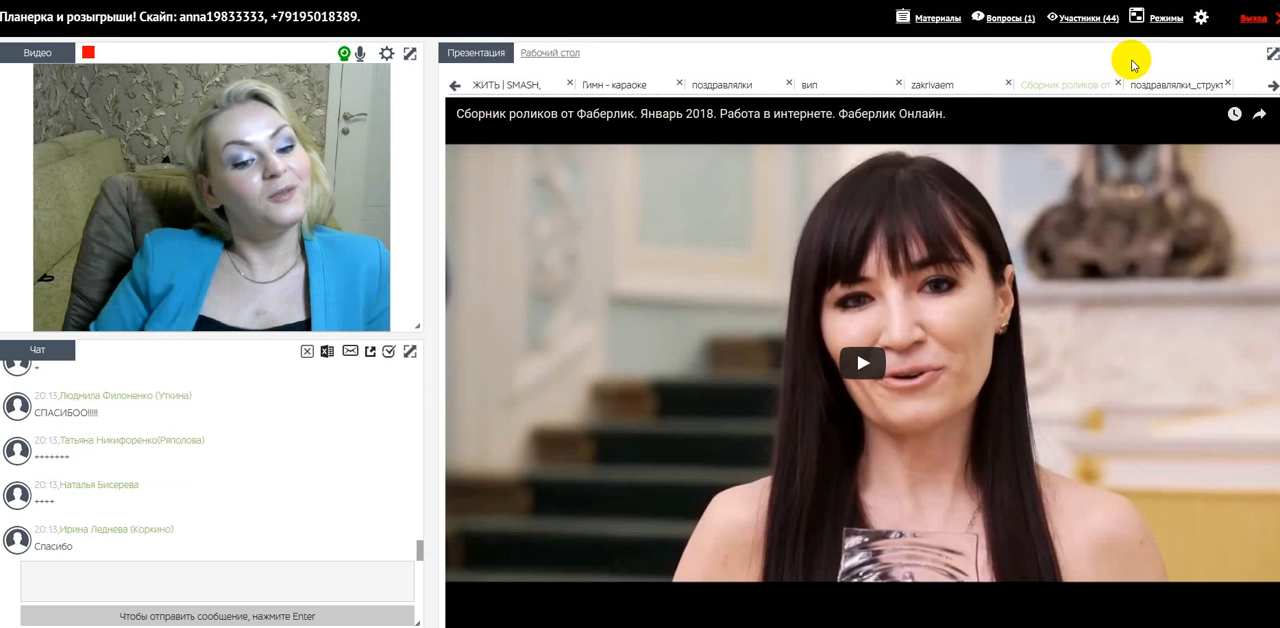 Планерка и розыгрыши! Скайп: anna19833333, +79195018389.
Материалы
Вопросы (1)
Участники (44)
Режимы
Выход
Видео
Презентация
Рабочий стол
ЖИТЬ | SMASH,
Гимн - караоке
поздравлялки
вип
zakrivaem
Сборник роликов от
поздравлялки_структ
Сборник роликов от Фаберлик. Январь 2018. Работа в интернете. Фаберлик Онлайн.
Чат
+
20:13, Людмила Филоненко (Уткина)
СПАСИБОО!!!!!
20:13, Татьяна Никифоренко(Ряполова)
+++++++
20:13, Наталья Бисерева
++++
20:13, Ирина Леднева (Коркино)
Спасибо
Чтобы отправить сообщение, нажмите Enter